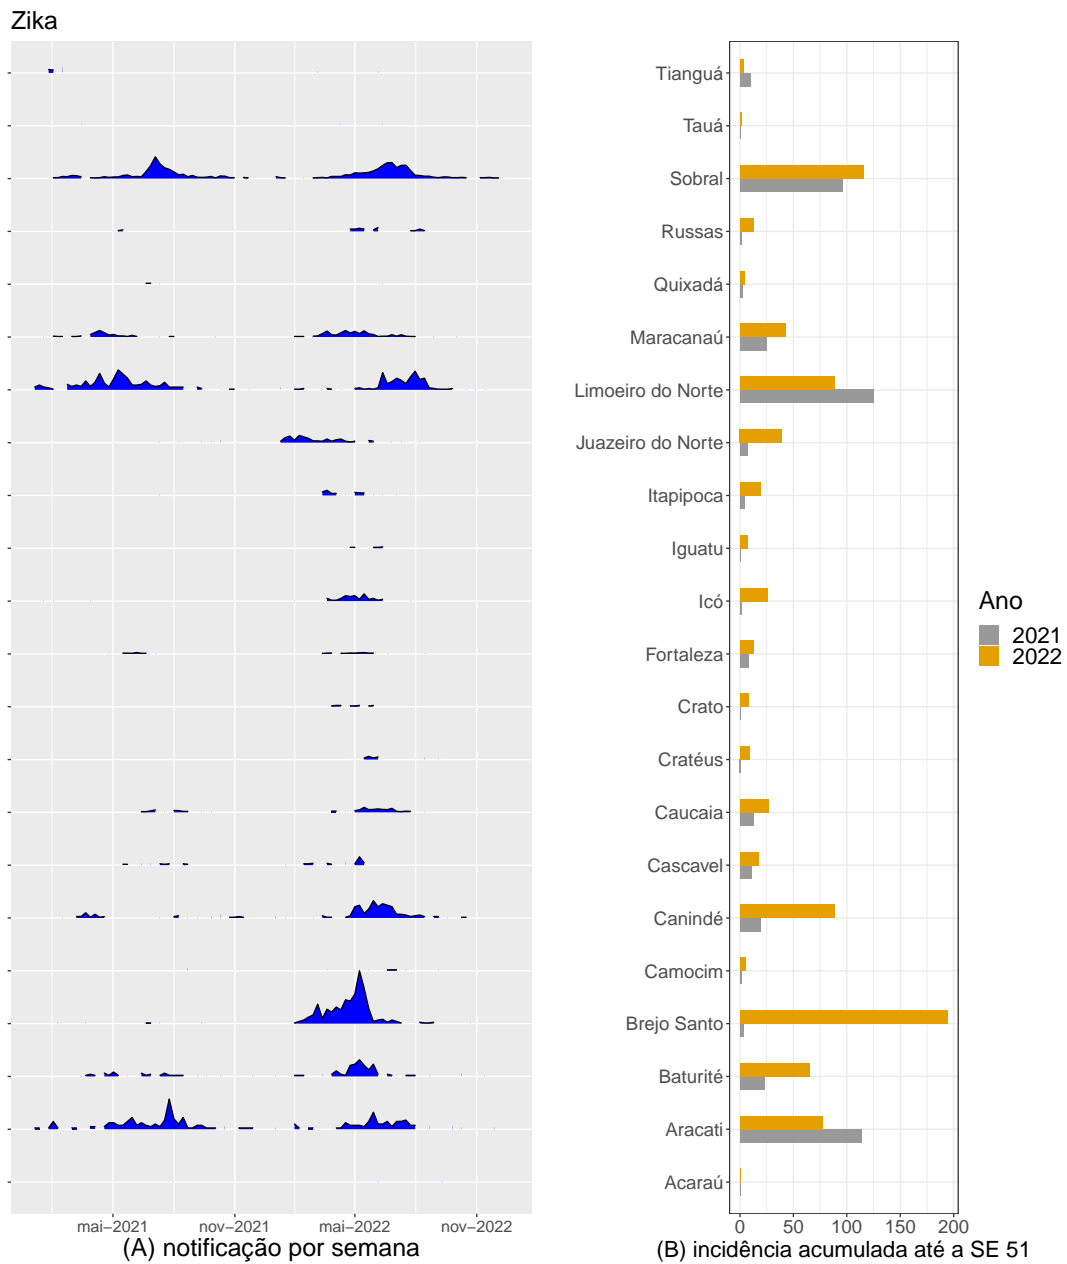 Zika
Tianguá
Tauá
Sobral
Russas
Quixadá
Maracanaú
Limoeiro do Norte
Juazeiro do Norte
Itapipoca
Iguatu
Icó
Fortaleza
Crato
Cratéus
Caucaia
Cascavel
Canindé
Camocim
Brejo Santo
Baturité
Aracati
Acaraú
Ano
2021
2022
mai–2021 nov–2021 mai–2022 nov–2022
(A) notificação por semana
0 50 100 150 200
(B) incidência acumulada até a SE 51